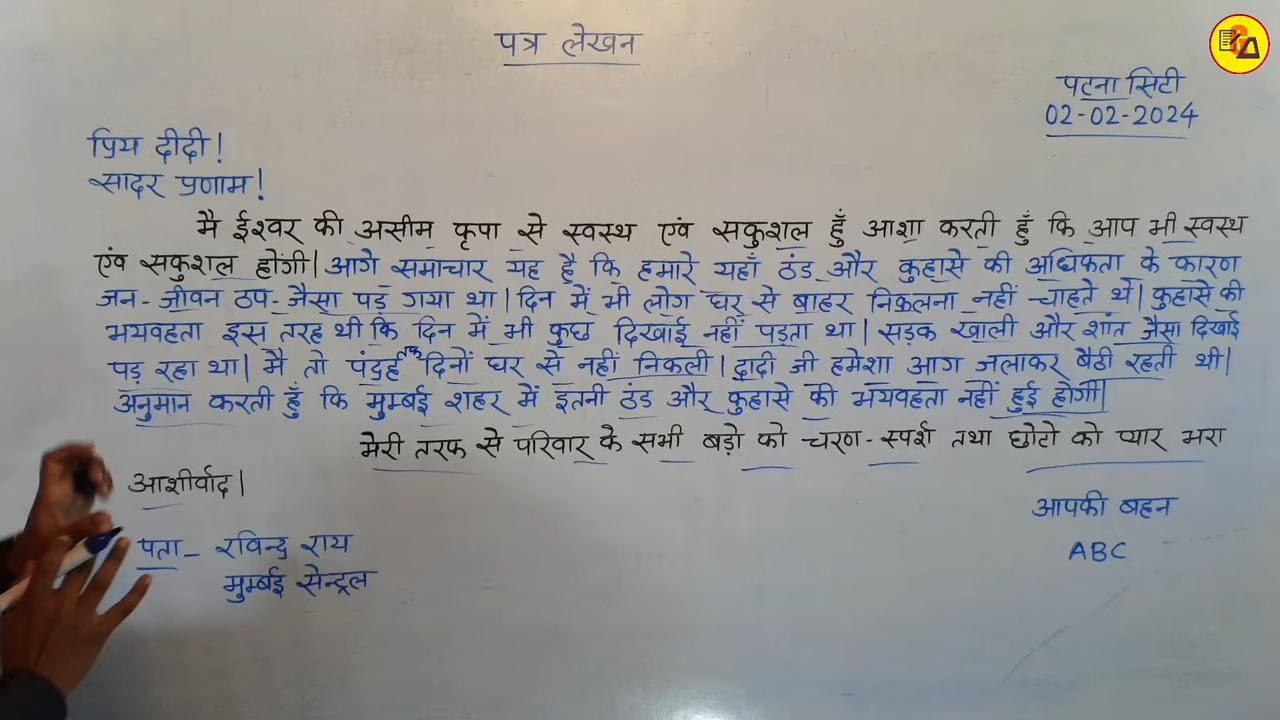 पत्र लेखन
पटना सिटी
02-02-2024
प्रिय दीदी!
सादर प्रणाम!
मै ईश्वर की असीम कृपा से स्वस्थ एंव सकुशल हुँ आशा करती हुँ कि आप भी स्वस्थ
एंव सकुशल होंगी। आगे समाचार यह है कि हमारे यहाँ ठंड और कुहासे की अधिकता के कारण
जन-जीवन ठप-जैसा पड़ गया था। दिन में भी लोग घर से बाहर निकलना नहीं चाहते थे। कुहासे की
भयवहता इस तरह थी कि दिन में भी कुछ दिखाई नहीं पड़ता था। सड़क खाली और शांत जैसा दिखाई
पड़ रहा था। मै तो पंद्रह दिनों तक घर से नहीं निकली। दादी जी हमेशा आग जलाकर बैठी रहती थी।
अनुमान करती हुँ कि मुम्बई शहर में इतनी ठंड और कुहासे की भयवहता नहीं हुई होगी।
मेरी तरफ से परिवार के सभी बड़ो को चरण-स्पर्श तथा छोटो को प्यार भरा
आशीर्वाद।
आपकी बहन
ABC
पता- रविन्द्र राय
मुम्बई सेन्ट्रल